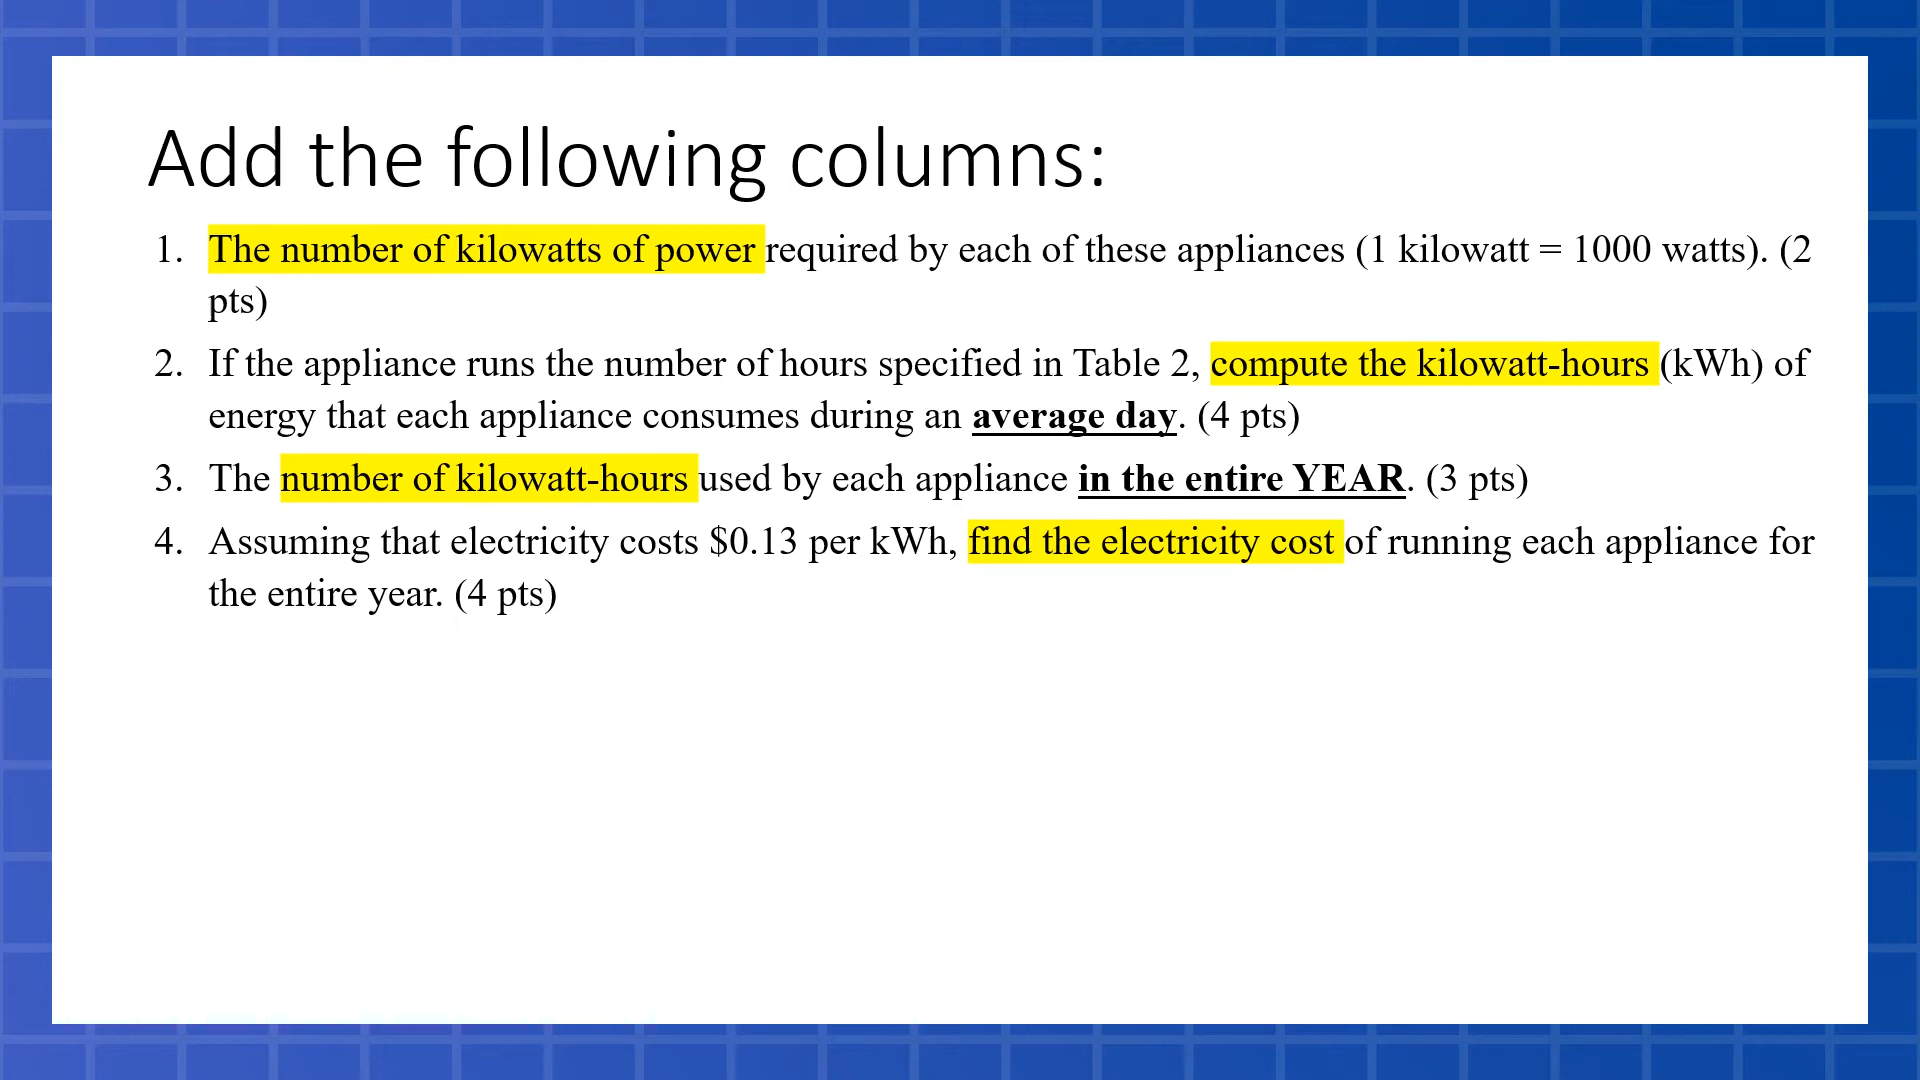 Add the following columns:
1. The number of kilowatts of power required by each of these appliances (1 kilowatt = 1000 watts). (2
pts)
2. If the appliance runs the number of hours specified in Table 2, compute the kilowatt-hours (kWh) of
energy that each appliance consumes during an average day. (4 pts)
3. The number of kilowatt-hours used by each appliance in the entire YEAR. (3 pts)
4. Assuming that electricity costs $0.13 per kWh, find the electricity cost of running each appliance for
the entire year. (4 pts)